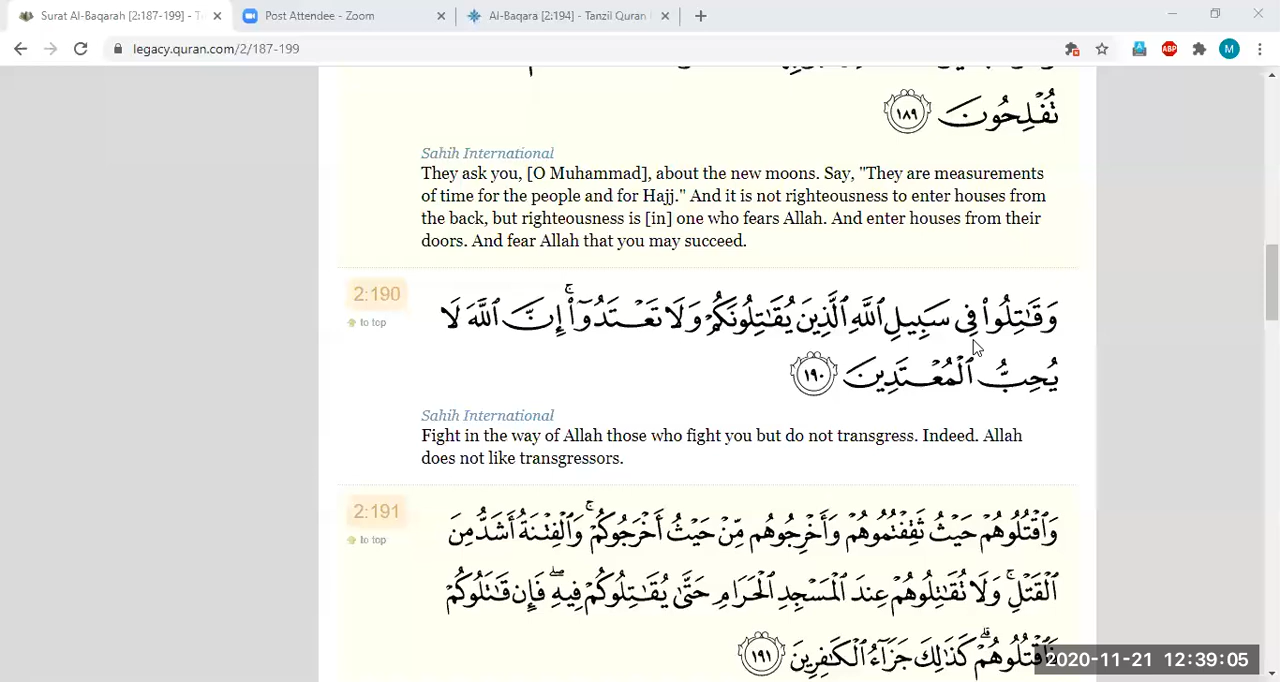 Surat Al-Baqarah [2:187-199] - T
Post Attendee - Zoom
Al-Baqara [2:194] - Tanzil Quran
legacy.quran.com/2/187-199
ABP
M
تُفْلِحُونَ ١٨٩
Sahih International
They ask you, [O Muhammad], about the new moons. Say, "They are measurements
of time for the people and for Hajj." And it is not righteousness to enter houses from
the back, but righteousness is [in] one who fears Allah. And enter houses from their
doors. And fear Allah that you may succeed.
2:190
to top
وَقَـٰتِلُوا۟ فِى سَبِيلِ ٱللَّهِ ٱلَّذِينَ يُقَـٰتِلُونَكُمْ وَلَا تَعْتَدُوٓا۟ ۚ إِنَّ ٱللَّهَ لَا
يُحِبُّ ٱلْمُعْتَدِينَ ١٩٠
Sahih International
Fight in the way of Allah those who fight you but do not transgress. Indeed. Allah
does not like transgressors.
2:191
to top
وَٱقْتُلُوهُمْ حَيْثُ ثَقِفْتُمُوهُمْ وَأَخْرِجُوهُم مِّنْ حَيْثُ أَخْرَجُوكُمْ ۚ وَٱلْفِتْنَةُ أَشَدُّ مِنَ
ٱلْقَتْلِ ۚ وَلَا تُقَـٰتِلُوهُمْ عِندَ ٱلْمَسْجِدِ ٱلْحَرَامِ حَتَّىٰ يُقَـٰتِلُوكُمْ فِيهِ ۖ فَإِن قَـٰتَلُوكُمْ
فَٱقْتُلُوهُمْ ۗ كَذَٰلِكَ جَزَآءُ ٱلْكَـٰفِرِينَ ١٩١
2020-11-21 12:39:05